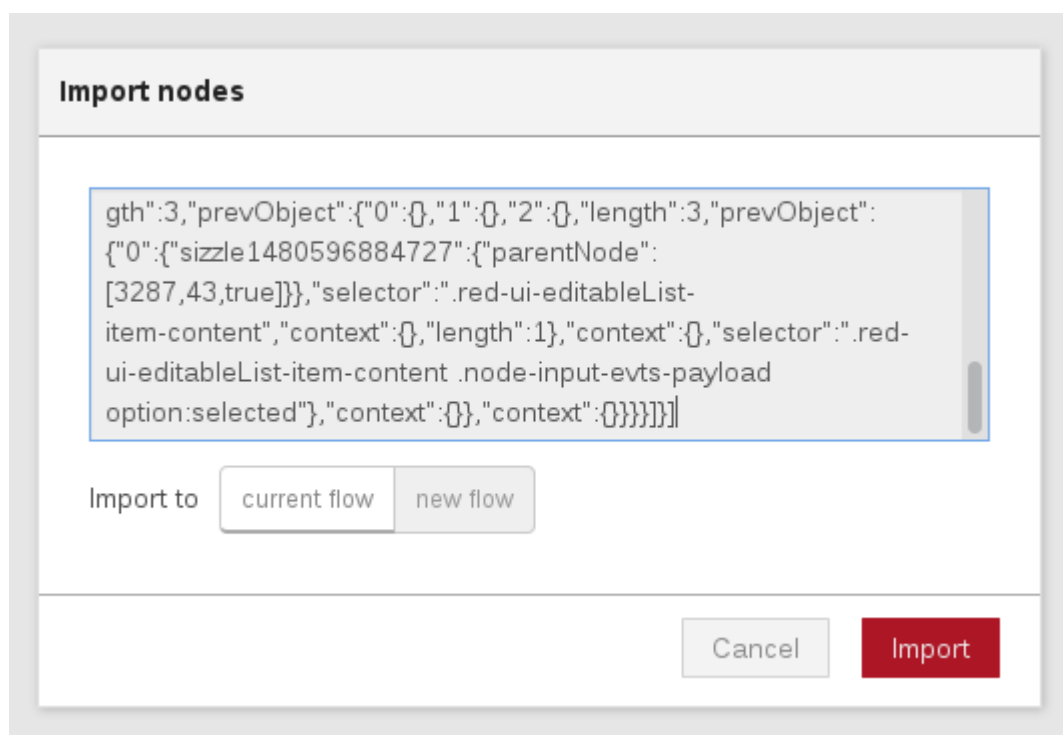 Import nodes
gth":3,"prevObject":{"0":{},"1":{},"2":{},"length":3,"prevObject":
{"0":{"sizzle1480596884727":{"parentNode":
[3287,43,true]}},"selector":".red-ui-editableList-
item-content","context":{},"length":1},"context":{},"selector":".red-
ui-editableList-item-content .node-input-evts-payload
option:selected"},"context":{}},"context":{}}}}]}]
Import to current flow new flow
Cancel Import